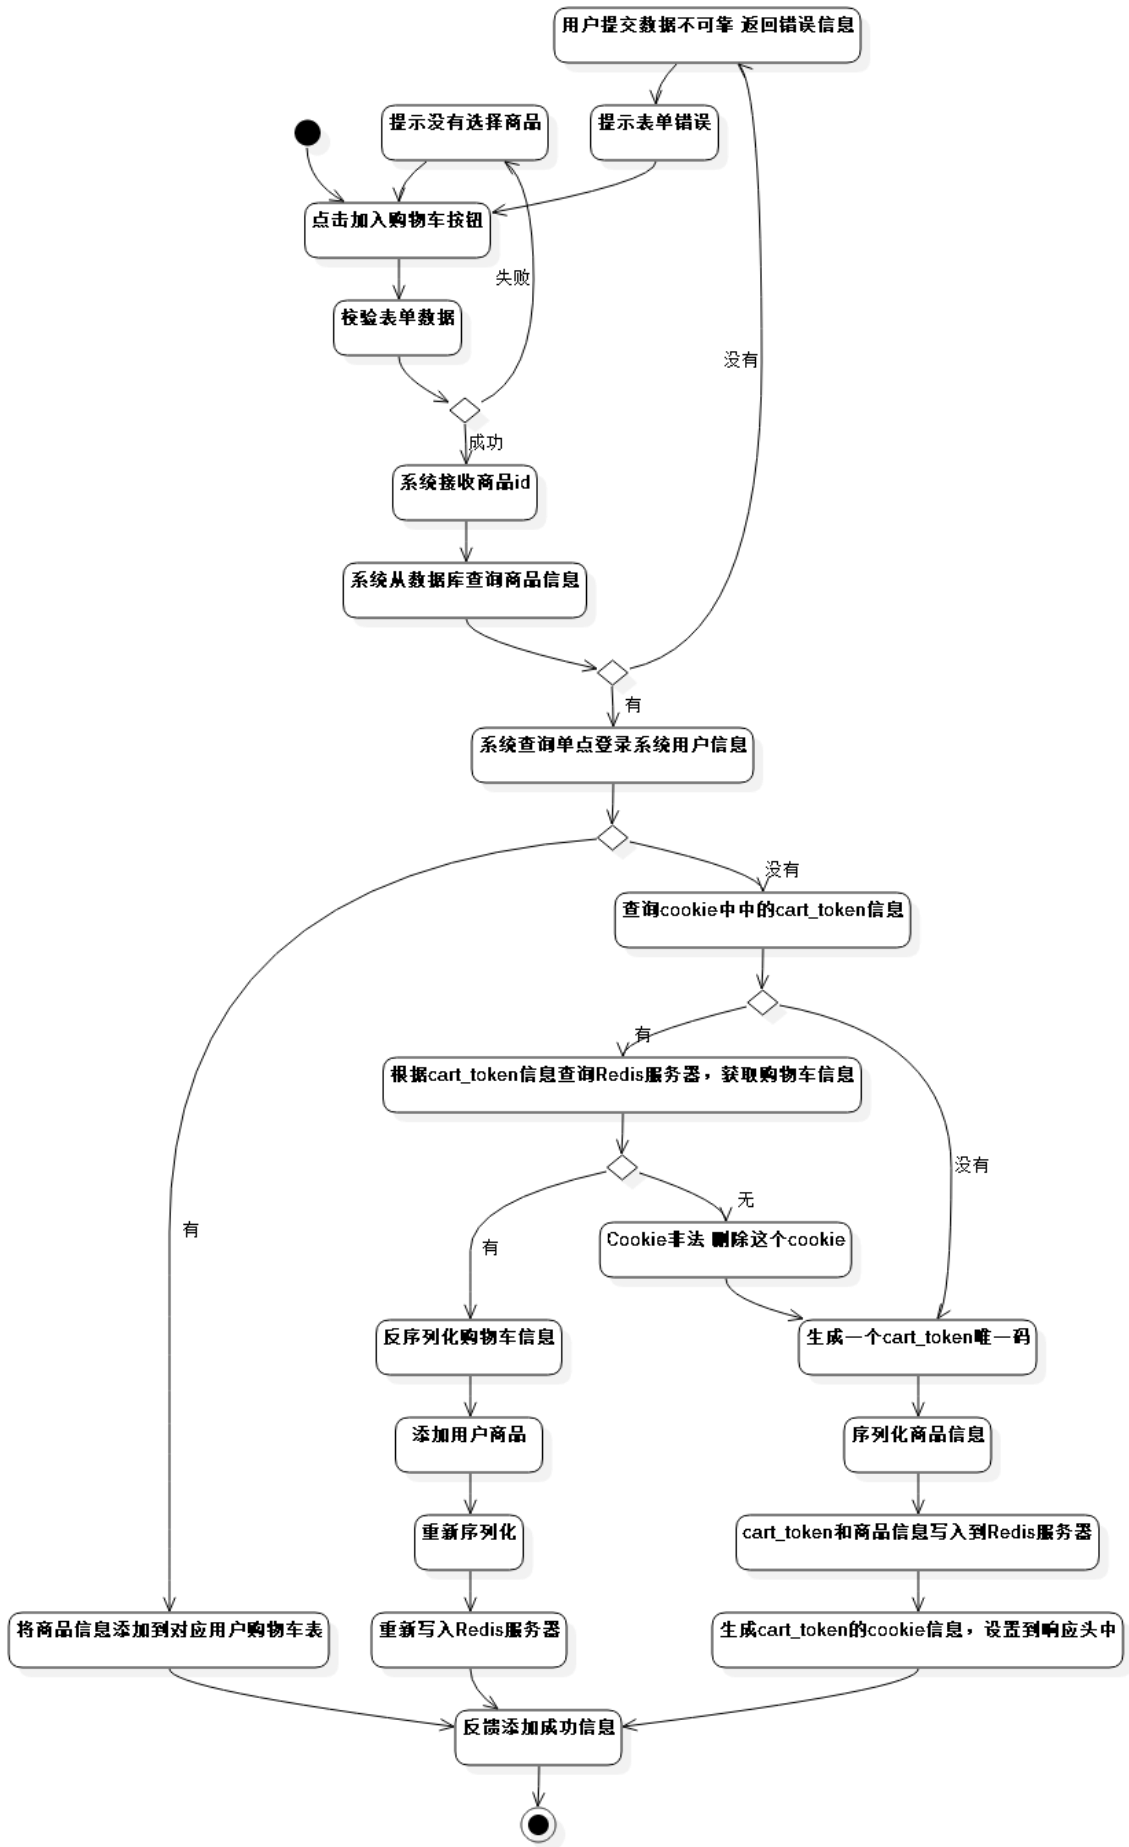 用户提交数据不可靠 返回错误信息
提示没有选择商品
提示表单错误
点击加入购物车按钮
失败
校验表单数据
没有
成功
系统接收商品id
系统从数据库查询商品信息
有
系统查询单点登录系统用户信息
没有
查询cookie中中的cart_token信息
有
根据cart_token信息查询Redis服务器，获取购物车信息
没有
无
有
有
Cookie非法 删除这个cookie
反序列化购物车信息
生成一个cart_token唯一码
添加用户商品
序列化商品信息
重新序列化
cart_token和商品信息写入到Redis服务器
将商品信息添加到对应用户购物车表
重新写入Redis服务器
生成cart_token的cookie信息，设置到响应头中
反馈添加成功信息